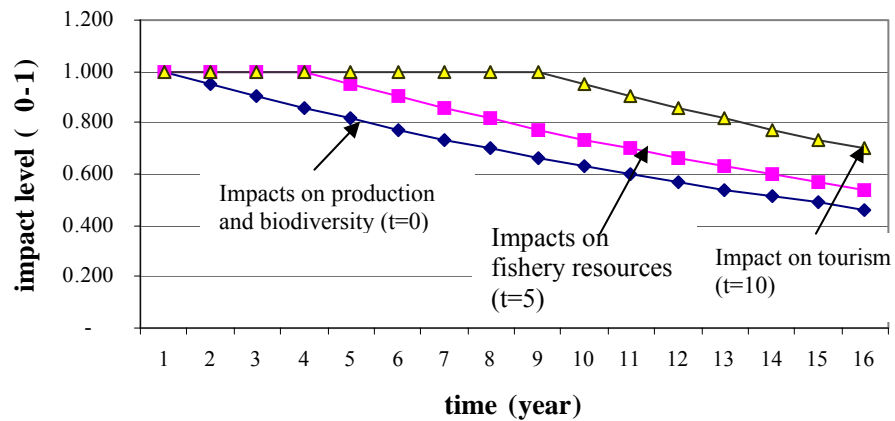 1.200
1.000
0.800
0.600
0.400
0.200
-
impact level ( 0-1)
Impacts on production
and biodiversity (t=0)
Impacts on
fishery resources
(t=5)
Impact on tourism
(t=10)
1 2 3 4 5 6 7 8 9 10 11 12 13 14 15 16
time (year)